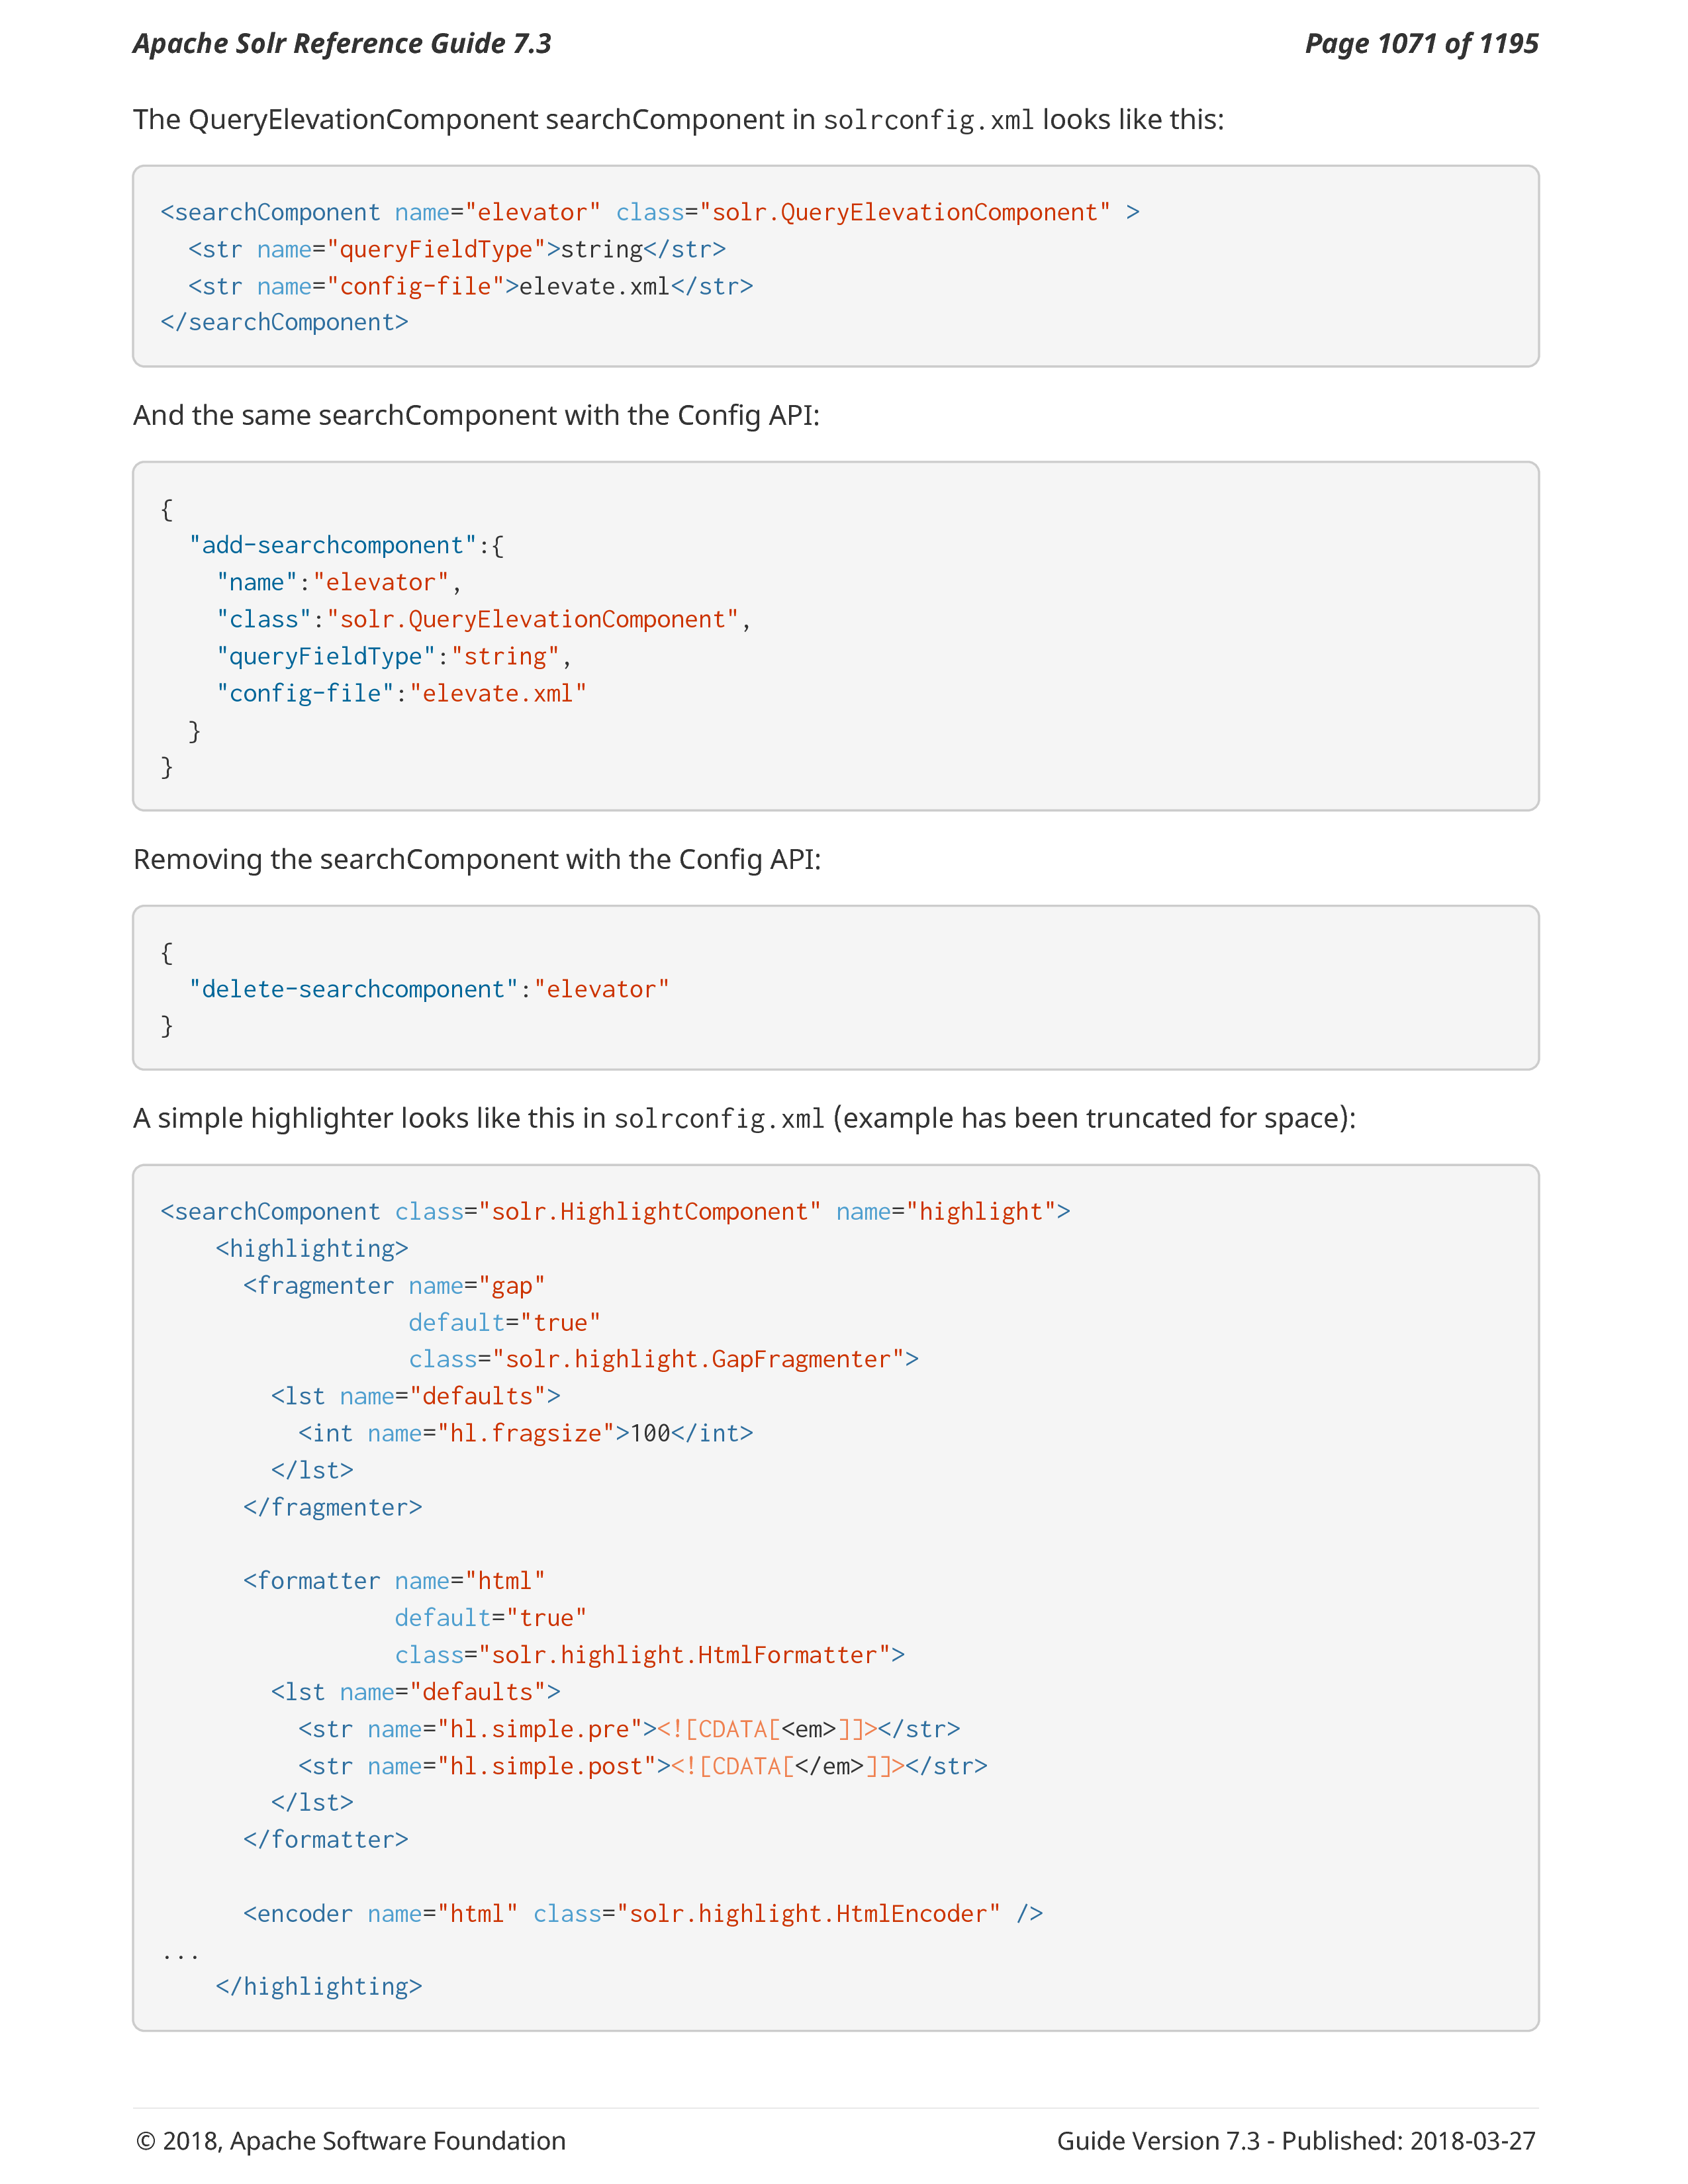 Apache Solr Reference Guide 7.3 Page 1071 of 1195
The QueryElevationComponent searchComponent in solrconfig.xml looks like this:
<searchComponent name="elevator" class="solr.QueryElevationComponent" >
  <str name="queryFieldType">string</str>
  <str name="config-file">elevate.xml</str>
</searchComponent>
And the same searchComponent with the Config API:
{
  "add-searchcomponent":{
    "name":"elevator",
    "class":"solr.QueryElevationComponent",
    "queryFieldType":"string",
    "config-file":"elevate.xml"
  }
}
Removing the searchComponent with the Config API:
{
  "delete-searchcomponent":"elevator"
}
A simple highlighter looks like this in solrconfig.xml (example has been truncated for space):
<searchComponent class="solr.HighlightComponent" name="highlight">
    <highlighting>
      <fragmenter name="gap"
                  default="true"
                  class="solr.highlight.GapFragmenter">
        <lst name="defaults">
          <int name="hl.fragsize">100</int>
        </lst>
      </fragmenter>

      <formatter name="html"
                 default="true"
                 class="solr.highlight.HtmlFormatter">
        <lst name="defaults">
          <str name="hl.simple.pre"><![CDATA[<em>]]></str>
          <str name="hl.simple.post"><![CDATA[</em>]]></str>
        </lst>
      </formatter>

      <encoder name="html" class="solr.highlight.HtmlEncoder" />
...
    </highlighting>
© 2018, Apache Software Foundation Guide Version 7.3 - Published: 2018-03-27